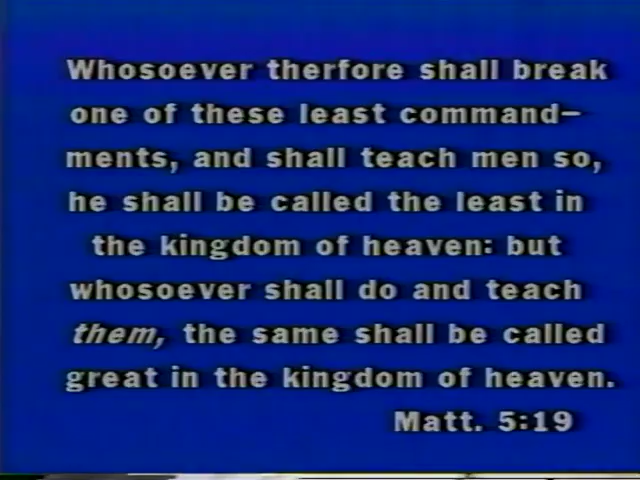 Whosoever therfore shall break
one of these least command–
ments, and shall teach men so,
he shall be called the least in
the kingdom of heaven: but
whosoever shall do and teach
them, the same shall be called
great in the kingdom of heaven.
Matt. 5:19